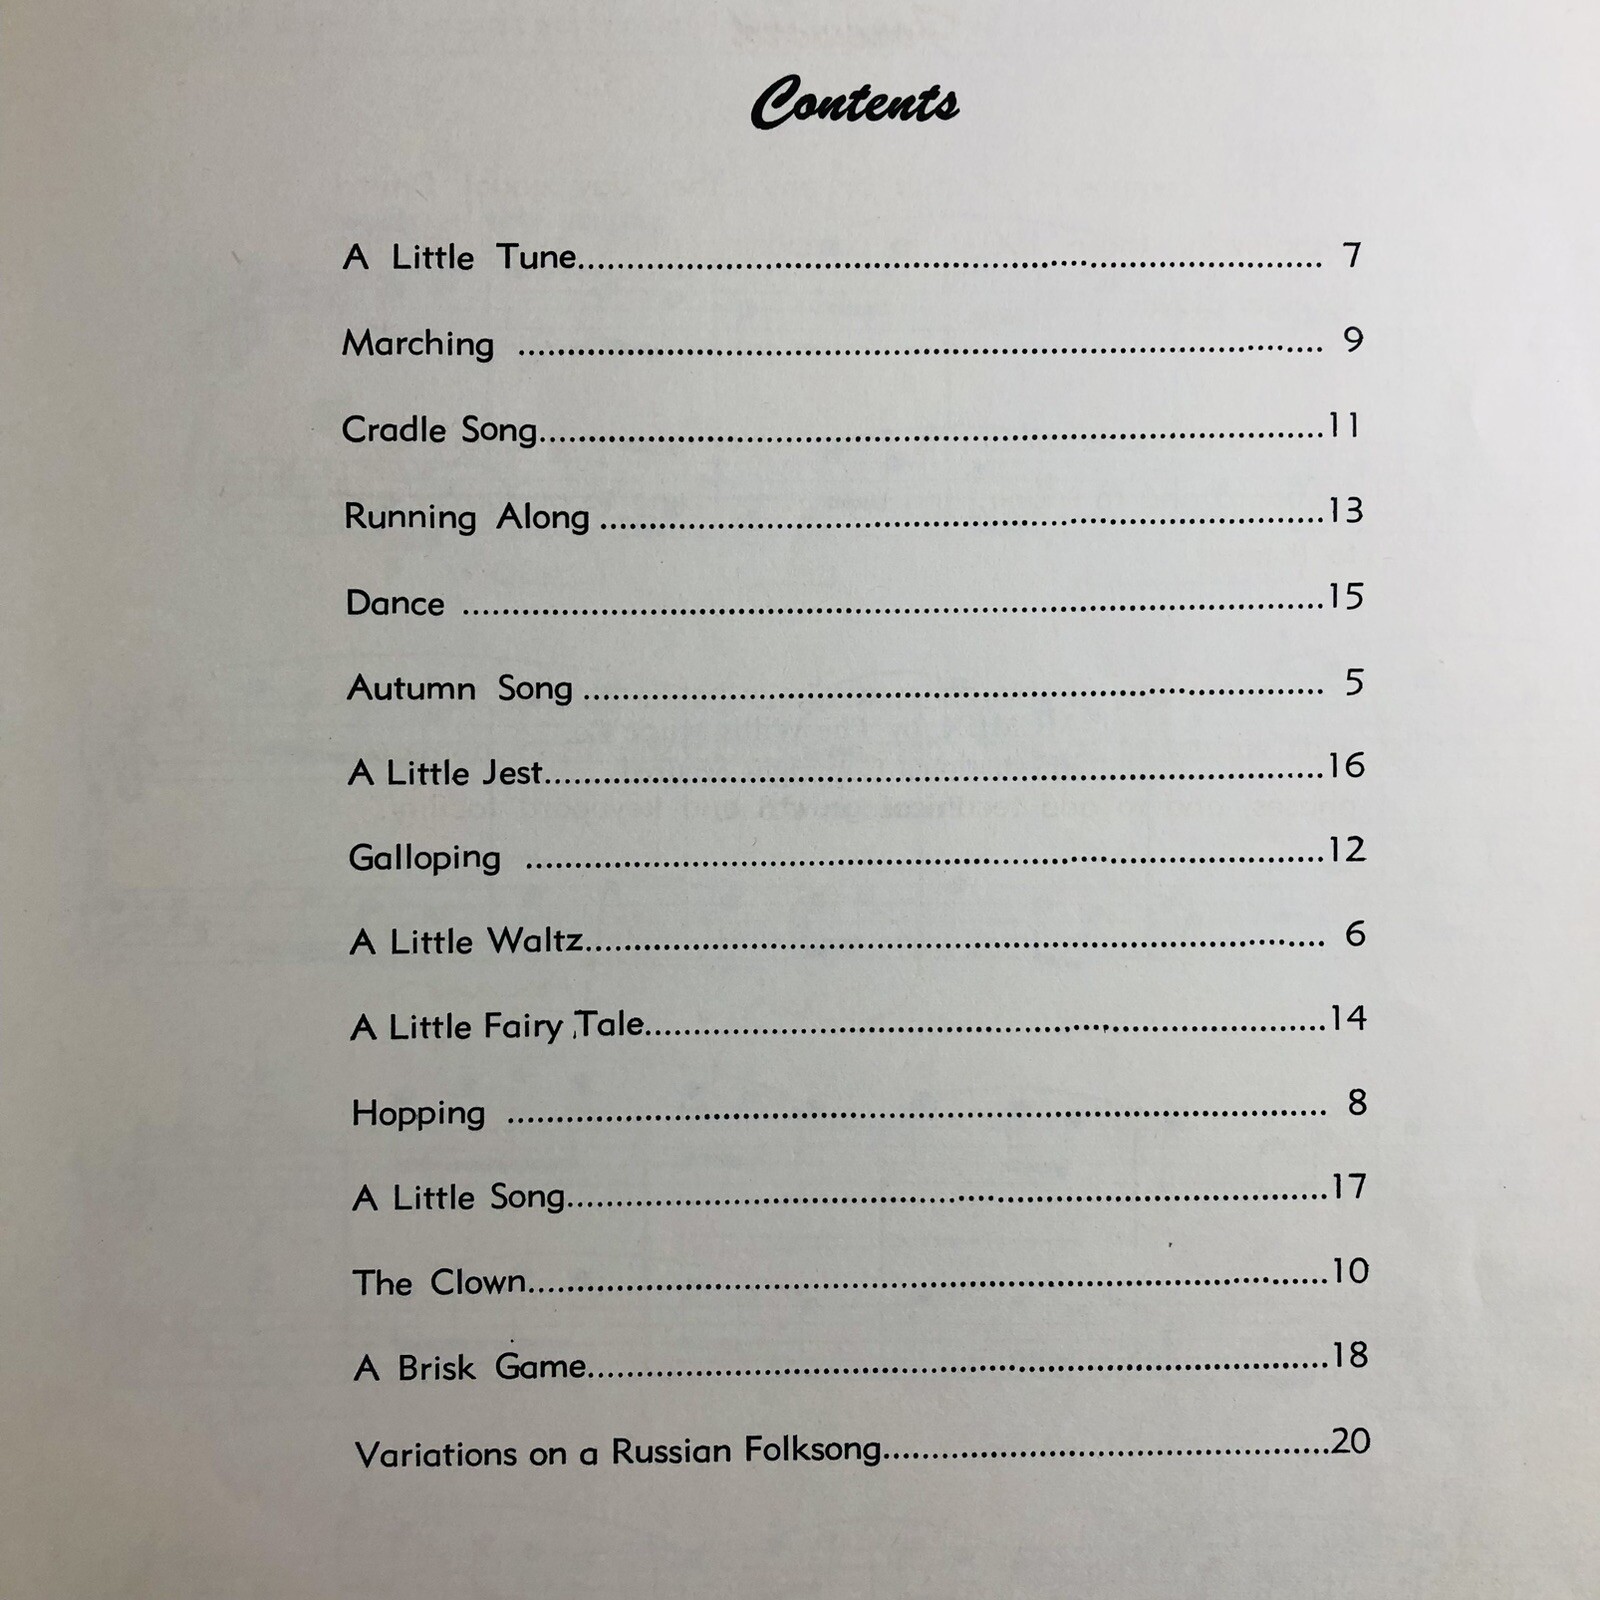 Contents
A Little Tune........ 7
Marching ........ 9
Cradle Song........11
Running Along ........13
Dance ........15
Autumn Song ........ 5
A Little Jest........16
Galloping ........12
A Little Waltz........ 6
A Little Fairy Tale........14
Hopping ........ 8
A Little Song........17
The Clown........10
A Brisk Game........18
Variations on a Russian Folksong........20